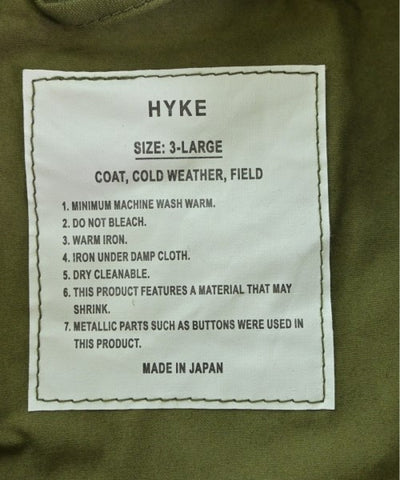 HYKE
SIZE: 3-LARGE
COAT, COLD WEATHER, FIELD
1. MINIMUM MACHINE WASH WARM.
2. DO NOT BLEACH.
3. WARM IRON.
4. IRON UNDER DAMP CLOTH.
5. DRY CLEANABLE.
6. THIS PRODUCT FEATURES A MATERIAL THAT MAY
SHRINK.
7. METALLIC PARTS SUCH AS BUTTONS WERE USED IN
THIS PRODUCT.
MADE IN JAPAN